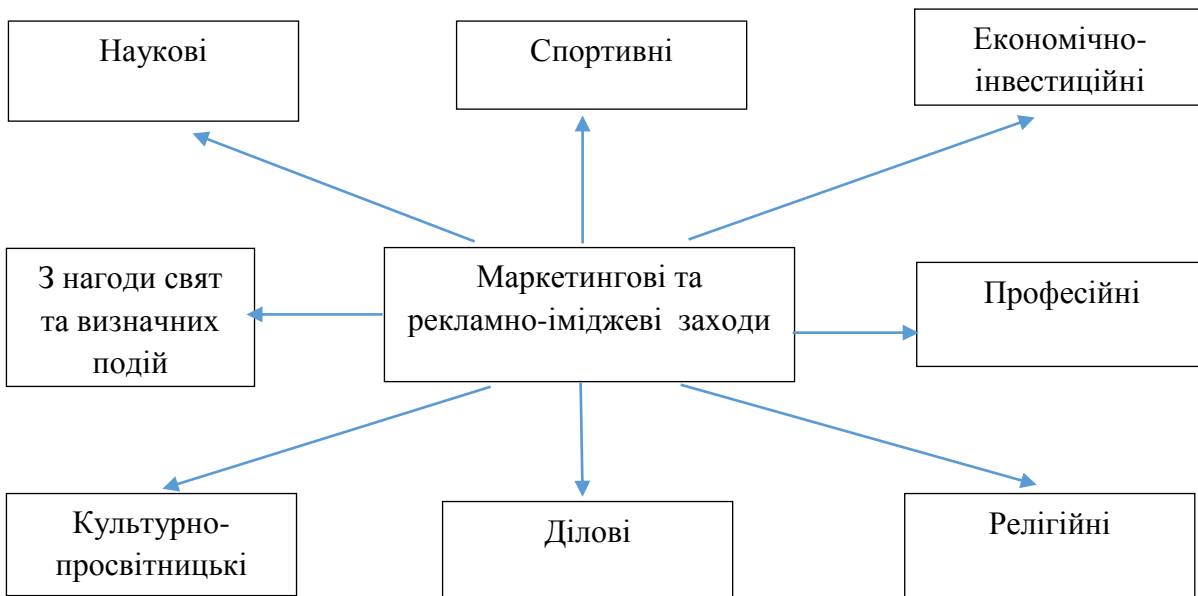 Наукові
Спортивні
Економічно-
інвестиційні
З нагоди свят
та визначних
подій
Маркетингові та
рекламно-іміджеві заходи
Професійні
Культурно-
просвітницькі
Ділові
Релігійні